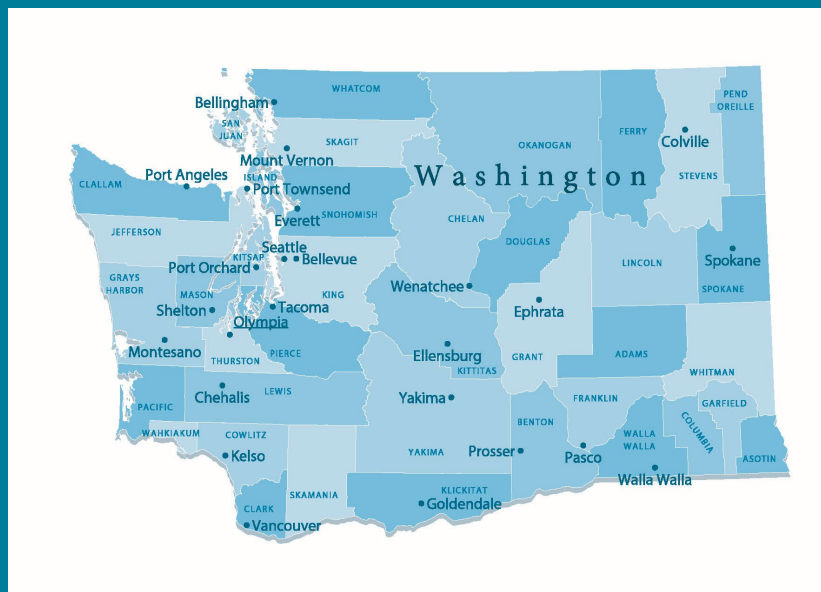 WHATCOM
Bellingham
PEND
OREILLE
SAN
JUAN
SKAGIT
OKANOGAN
FERRY
Colville
Mount Vernon
STEVENS
Port Angeles
ISLAND
Washington
CLALLAM
Port Townsend
Everett
SNOHOMISH
CHELAN
JEFFERSON
DOUGLAS
Seattle
KITSAP
Bellevue
LINCOLN
Spokane
Port Orchard
GRAYS
HARBOR
MASON
KING
Wenatchee
SPOKANE
Shelton
Tacoma
Ephrata
Olympia
Montesano
THURSTON
PIERCE
Ellensburg
KITTITAS
GRANT
ADAMS
WHITMAN
Chehalis
LEWIS
Yakima
FRANKLIN
GARFIELD
PACIFIC
BENTON
COLUMBIA
WAHKIAKUM
COWLITZ
WALLA
WALLA
Kelso
YAKIMA
Prosser
Pasco
ASOTIN
Walla Walla
SKAMANIA
KLICKITAT
Goldendale
CLARK
Vancouver